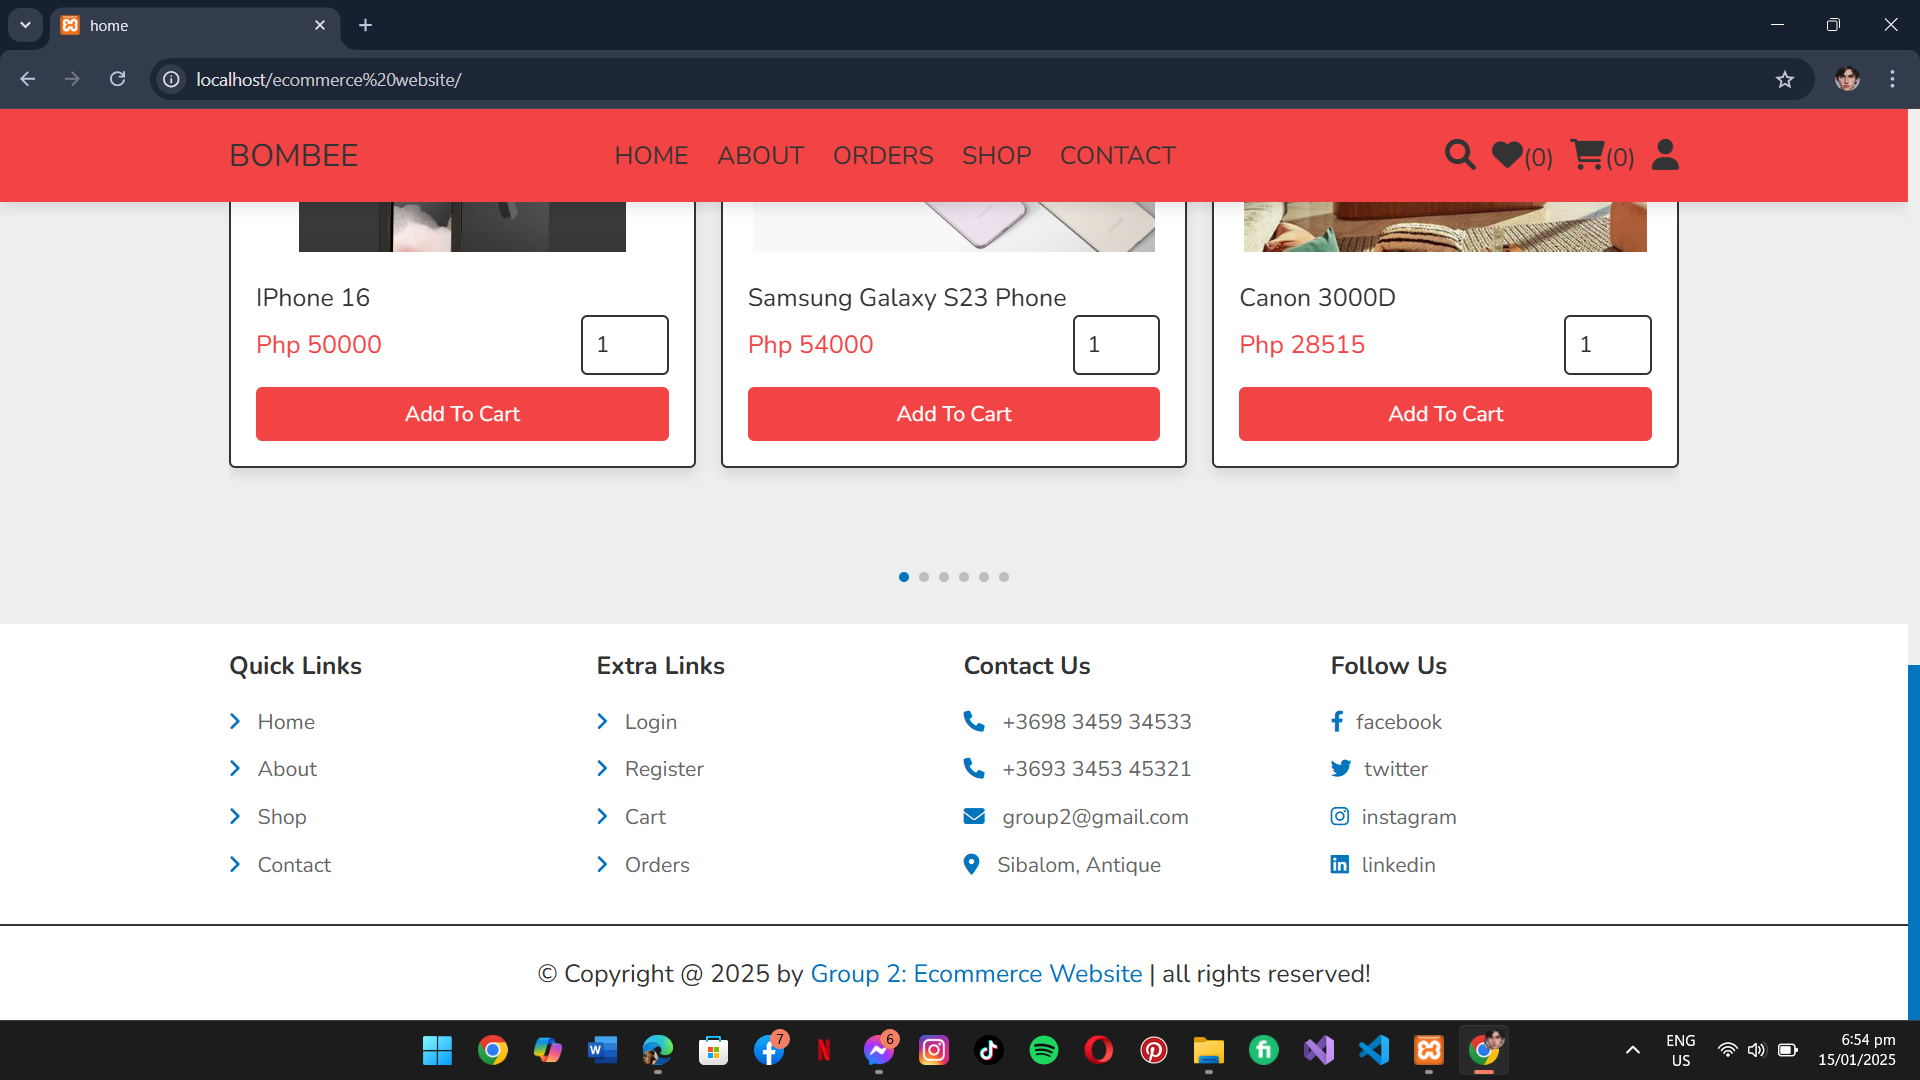 home
localhost/ecommerce%20website/
BOMBEE HOME ABOUT ORDERS SHOP CONTACT (0) (0)
IPhone 16
Php 50000 1
Add To Cart
Samsung Galaxy S23 Phone
Php 54000 1
Add To Cart
Canon 3000D
Php 28515 1
Add To Cart
Quick Links
Home
About
Shop
Contact
Extra Links
Login
Register
Cart
Orders
Contact Us
+3698 3459 34533
+3693 3453 45321
group2@gmail.com
Sibalom, Antique
Follow Us
facebook
twitter
instagram
linkedin
© Copyright @ 2025 by Group 2: Ecommerce Website | all rights reserved!
7
6
ENG
US
6:54 pm
15/01/2025